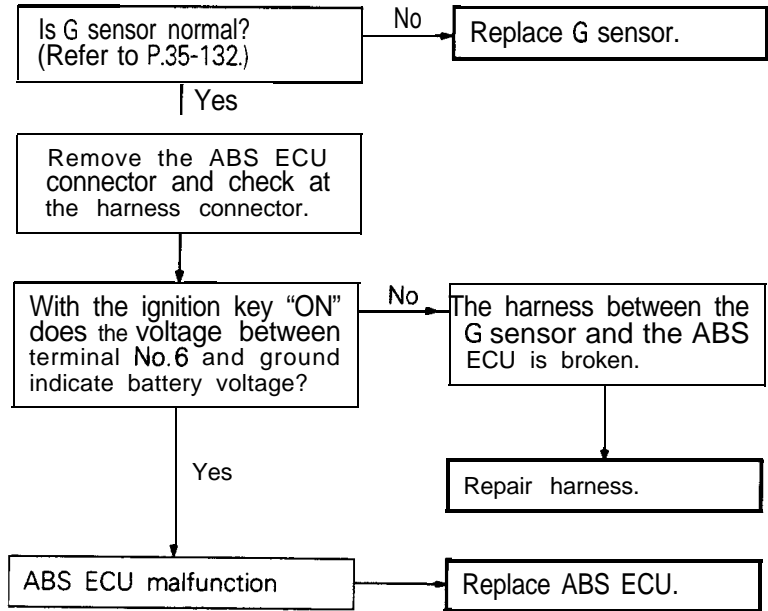 Is G sensor normal?
(Refer to P.35-132.)
No
Replace G sensor.
Yes
Remove the ABS ECU
connector and check at
the harness connector.
With the ignition key “ON”
does the voltage between
terminal No.6 and ground
indicate battery voltage?
No
The harness between the
G sensor and the ABS
ECU is broken.
Yes
Repair harness.
ABS ECU malfunction
Replace ABS ECU.